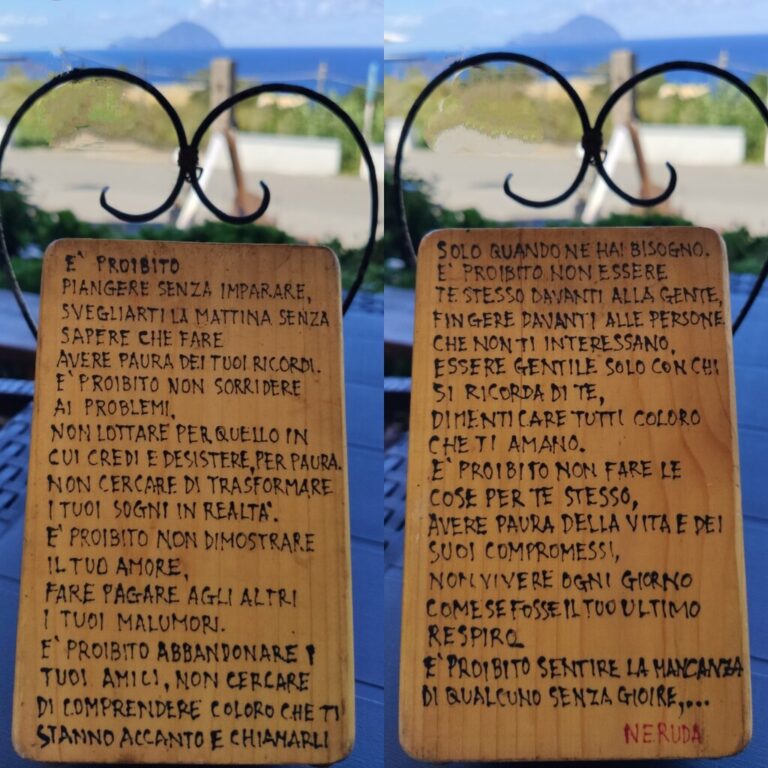 E' PROIBITO
PIANGERE SENZA IMPARARE,
SVEGLIARTI LA MATTINA SENZA
SAPERE CHE FARE
AVERE PAURA DEI TUOI RICORDI.
E' PROIBITO NON SORRIDERE
AI PROBLEMI,
NON LOTTARE PER QUELLO IN
CUI CREDI E DESISTERE, PER PAURA.
NON CERCARE DI TRASFORMARE
I TUOI SOGNI IN REALTA'.
E' PROIBITO NON DIMOSTRARE
IL TUO AMORE,
FARE PAGARE AGLI ALTRI
I TUOI MALUMORI.
E' PROIBITO ABBANDONARE I
TUOI AMICI, NON CERCARE
DI COMPRENDERE COLORO CHE TI
STANNO ACCANTO E CHIAMARLI
SOLO QUANDO NE HAI BISOGNO.
E' PROIBITO NON ESSERE
TE STESSO DAVANTI ALLA GENTE,
FINGERE DAVANTI ALLE PERSONE
CHE NON TI INTERESSANO,
ESSERE GENTILE SOLO CON CHI
SI RICORDA DI TE,
DIMENTICARE TUTTI COLORO
CHE TI AMANO.
E' PROIBITO NON FARE LE
COSE PER TE STESSO,
AVERE PAURA DELLA VITA E DEI
SUOI COMPROMESSI,
NON VIVERE OGNI GIORNO
COME SE FOSSE IL TUO ULTIMO
RESPIRO.
E' PROIBITO SENTIRE LA MANCANZA
DI QUALCUNO SENZA GIOIRE,...
NERUDA